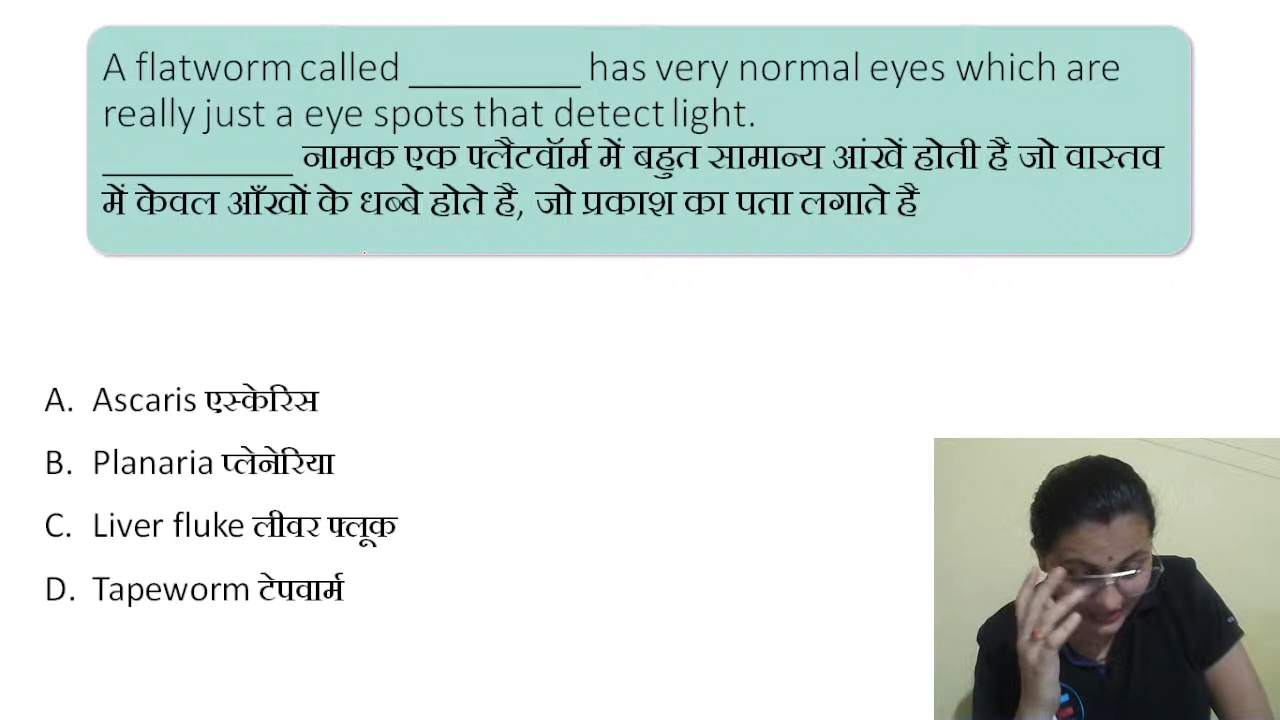 A flatworm called _________ has very normal eyes which are
really just a eye spots that detect light.
__________ नामक एक फ्लैटवॉर्म में बहुत सामान्य आंखें होती है जो वास्तव
में केवल आँखों के धब्बे होते है, जो प्रकाश का पता लगाते है
A. Ascaris एस्केरिस
B. Planaria प्लेनेरिया
C. Liver fluke लीवर फ्लूक
D. Tapeworm टेपवार्म